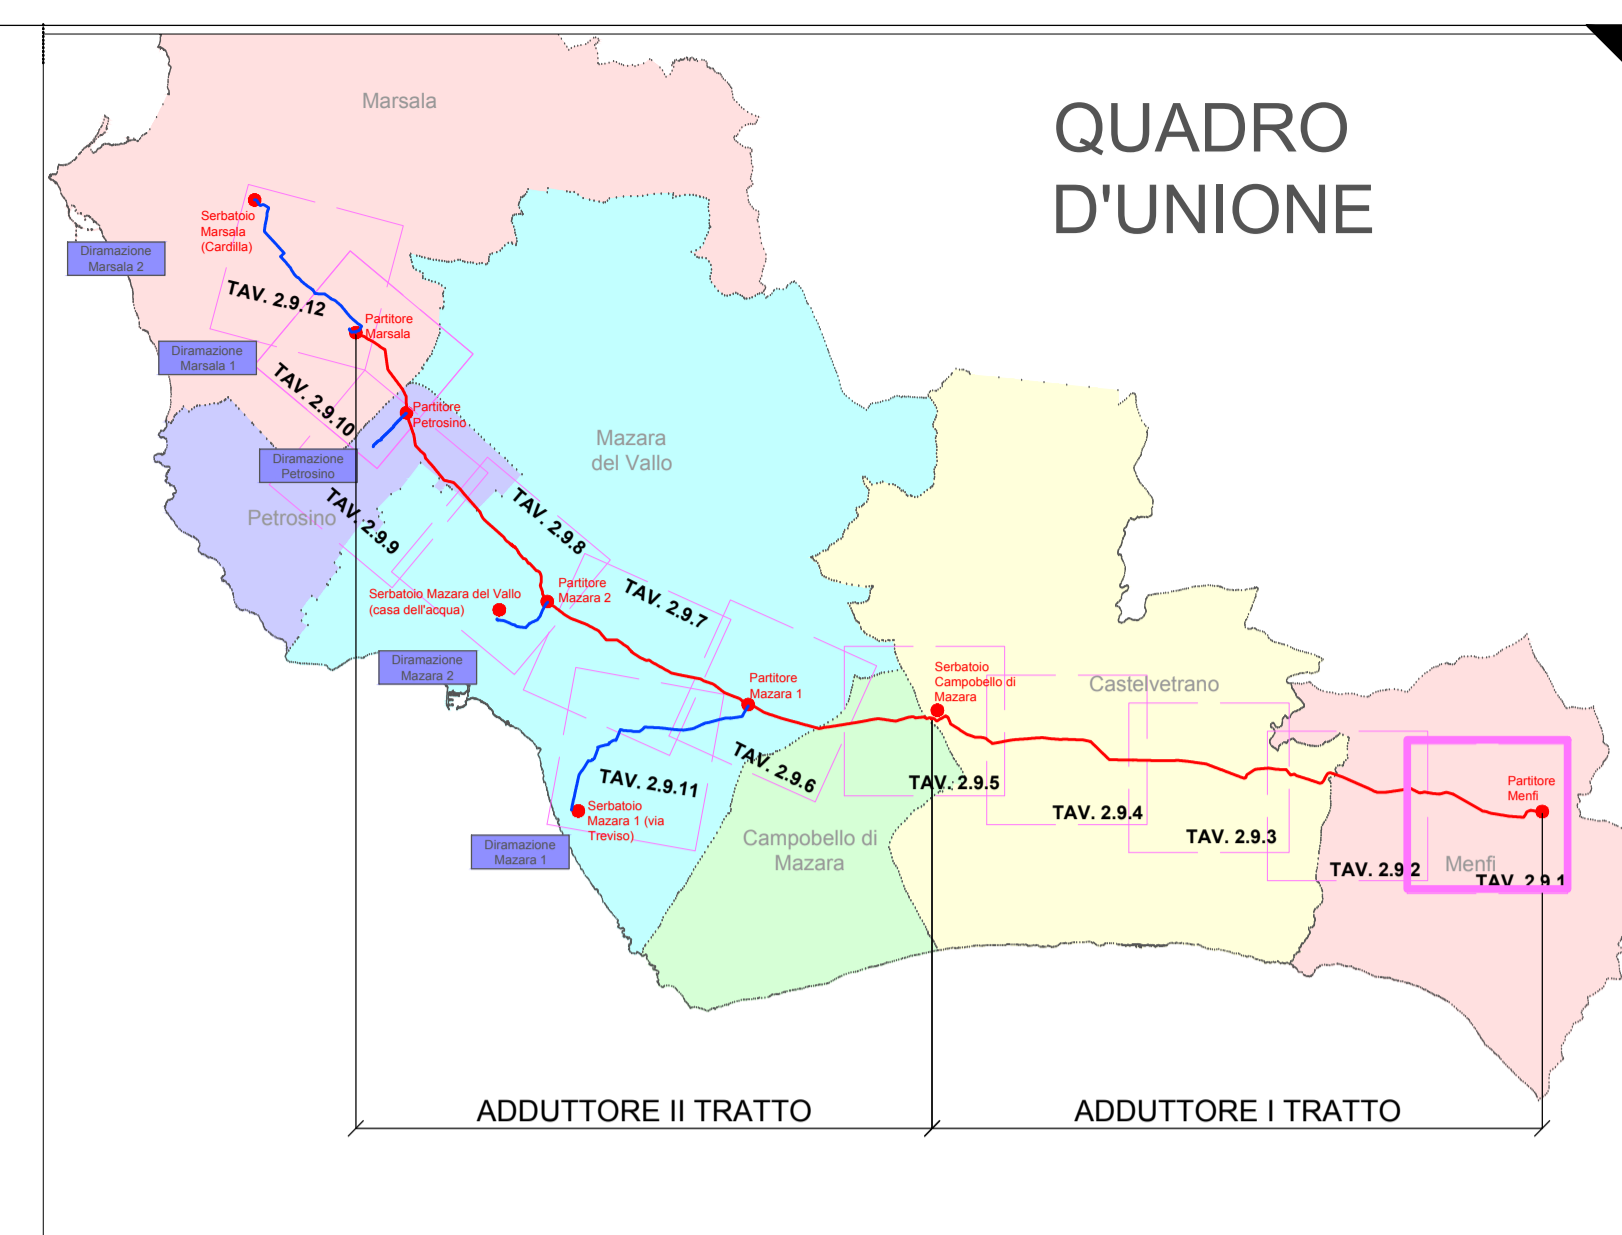 QUADRO
D'UNIONE
Marsala
Serbatoio
Marsala
(Cardilla)
Diramazione
Marsala 2
TAV. 2.9.12
Partitore
Marsala
Diramazione
Marsala 1
TAV. 2.9.10
Partitore
Petrosino
Mazara
del Vallo
Diramazione
Petrosino
Petrosino
TAV. 2.9.9
TAV. 2.9.8
Partitore
Mazara 2
Serbatoio Mazara del Vallo
(casa dell'acqua)
TAV. 2.9.7
Diramazione
Mazara 2
Partitore
Mazara 1
Serbatoio
Campobello di
Mazara
Castelvetrano
TAV. 2.9.6
TAV. 2.9.11
TAV. 2.9.5
Serbatoio
Mazara 1 (via
Treviso)
TAV. 2.9.4
Partitore
Menfi
Diramazione
Mazara 1
Campobello di
Mazara
TAV. 2.9.3
TAV. 2.9.2
Menfi
TAV. 2.9.1
ADDUTTORE II TRATTO
ADDUTTORE I TRATTO